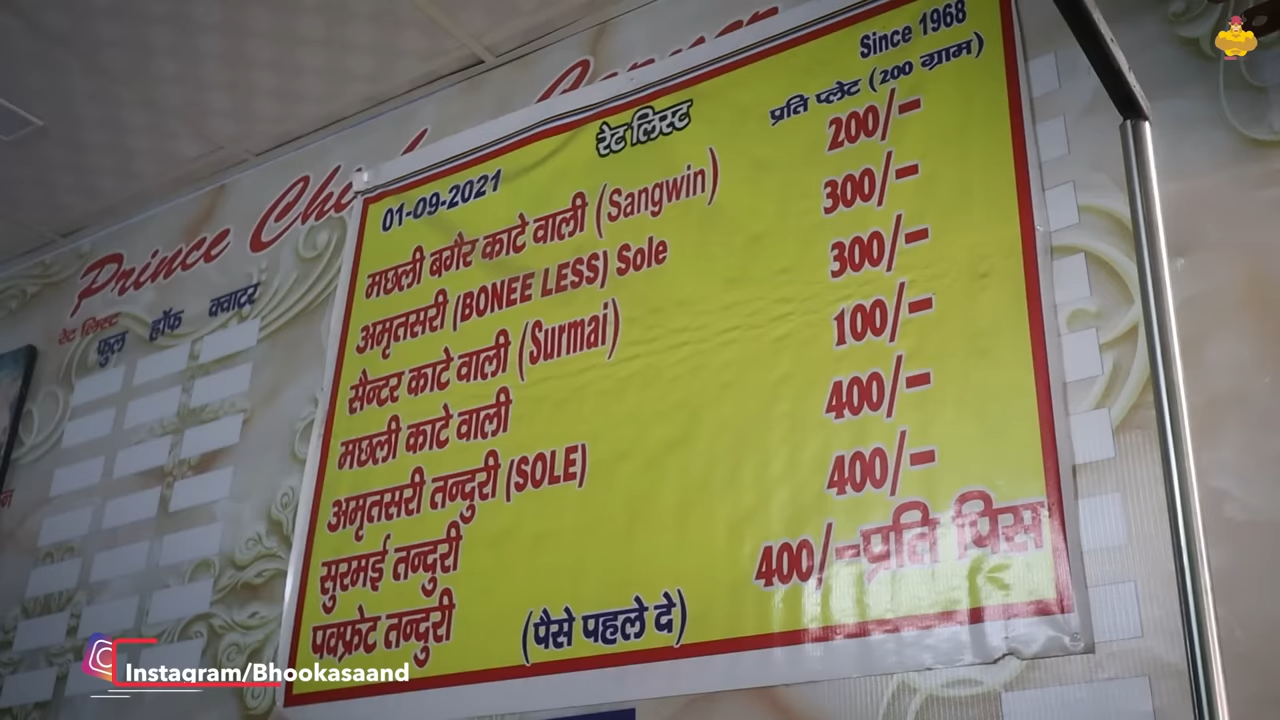 Prince
रेट लिस्ट
फुल हॉफ क्वाटर
Since 1968
रेट लिस्ट
प्रति प्लेट (200 ग्राम)
01-09-2021
मछली बगैर काटे वाली (Sangwin) 200/-
अमृतसरी (BONEE LESS) Sole 300/-
सैन्टर काटे वाली (Surmai) 300/-
मछली काटे वाली 100/-
अमृतसरी तन्दुरी (SOLE) 400/-
सुरमई तन्दुरी 400/-
पक्फ्रेट तन्दुरी 400/-प्रति पिस
(पैसे पहले दे)
Instagram/Bhookasaand